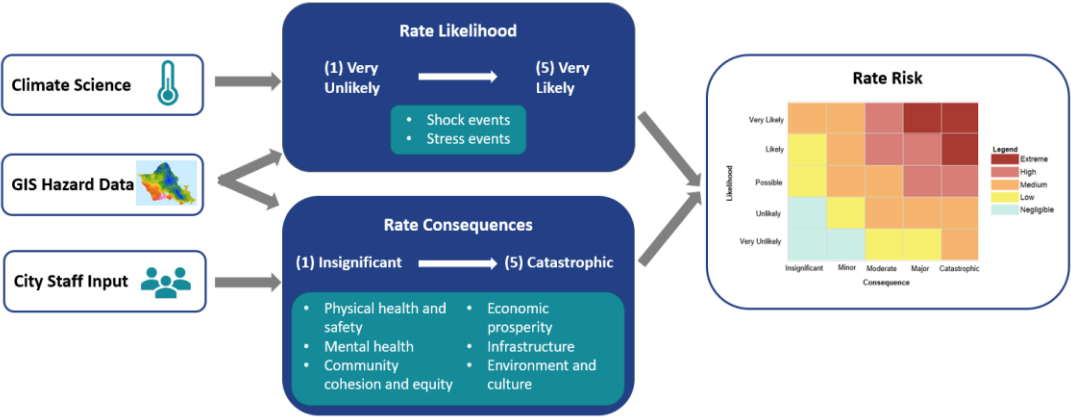 Climate Science
GIS Hazard Data
City Staff Input
Rate Likelihood
(1) Very
Unlikely
(5) Very
Likely
• Shock events
• Stress events
Rate Consequences
(1) Insignificant
(5) Catastrophic
• Physical health and
safety
• Mental health
• Community
cohesion and equity
• Economic
prosperity
• Infrastructure
• Environment and
culture
Rate Risk
Likelihood
Very Likely
Likely
Possible
Unlikely
Very Unlikely
Insignificant
Minor
Moderate
Major
Catastrophic
Consequence
Legend
Extreme
High
Medium
Low
Negligible